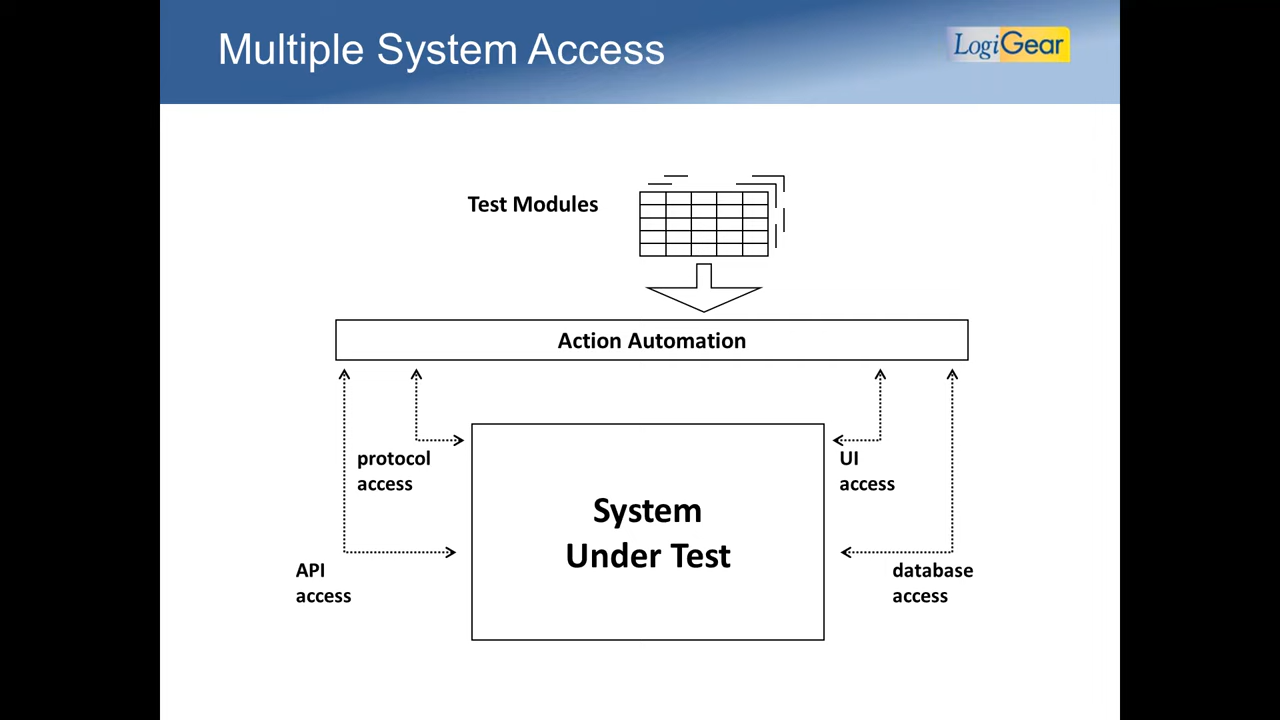 Multiple System Access
LogiGear
Test Modules
Action Automation
protocol
access
UI
access
System
Under Test
API
access
database
access